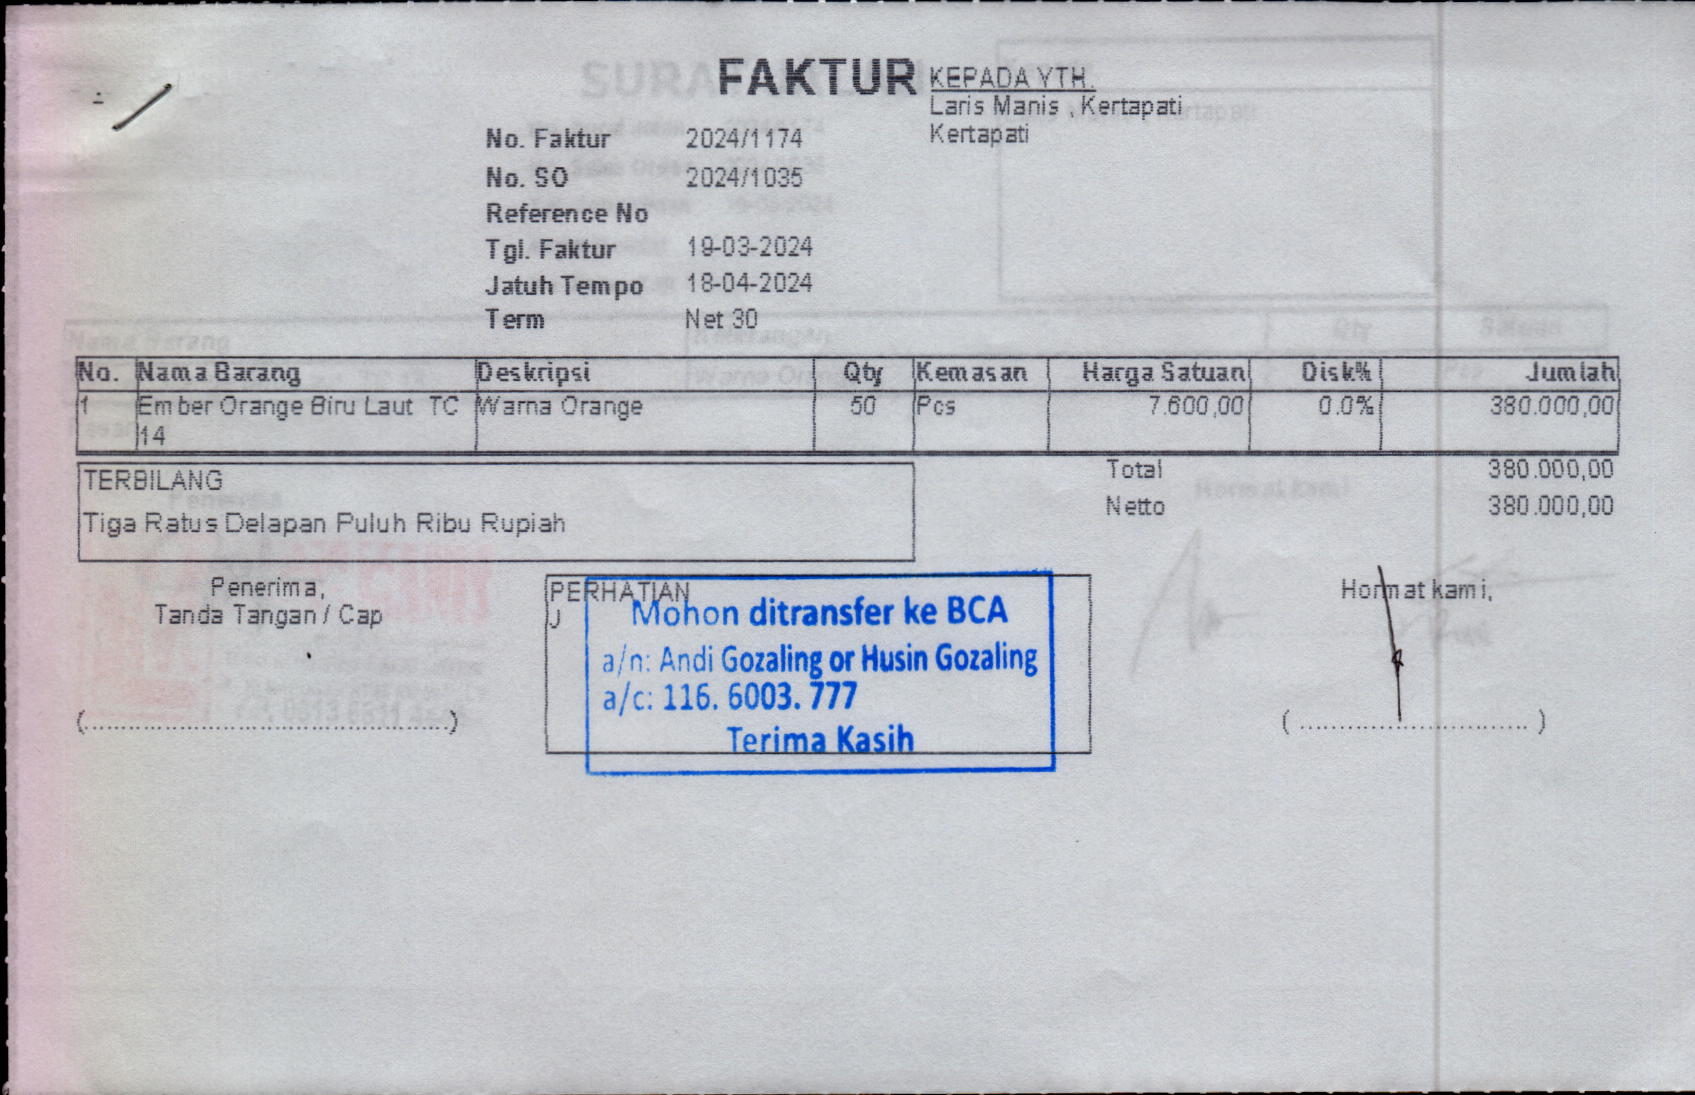 FAKTUR
KEPADA YTH.
Laris Manis , Kertapati
Kertapati
No. Faktur 2024/1174
No. SO 2024/1035
Reference No
Tgl. Faktur 19-03-2024
Jatuh Tempo 18-04-2024
Term Net 30
No. Nama Barang Deskripsi Qty Kemasan Harga Satuan Disk% Jumlah
1 Ember Orange Biru Laut TC Warna Orange 50 Pcs 7.600,00 0.0% 380.000,00
14
TERBILANG
Tiga Ratus Delapan Puluh Ribu Rupiah
Total 380.000,00
Netto 380.000,00
Penerima,
Tanda Tangan / Cap
(..............................................)
PERHATIAN
J
Mohon ditransfer ke BCA
a/n: Andi Gozaling or Husin Gozaling
a/c: 116. 6003. 777
Terima Kasih
Hormat kami,
( ............................. )